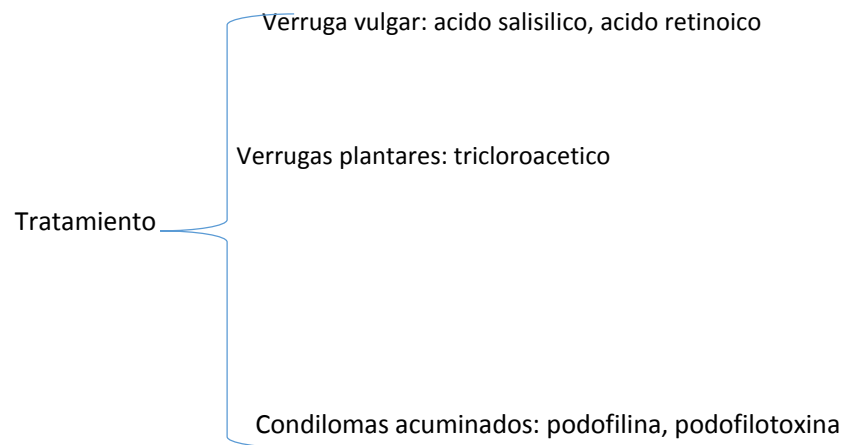 Verruga vulgar: acido salisilico, acido retinoico
Verrugas plantares: tricloroacetico
Tratamiento
Condilomas acuminados: podofilina, podofilotoxina